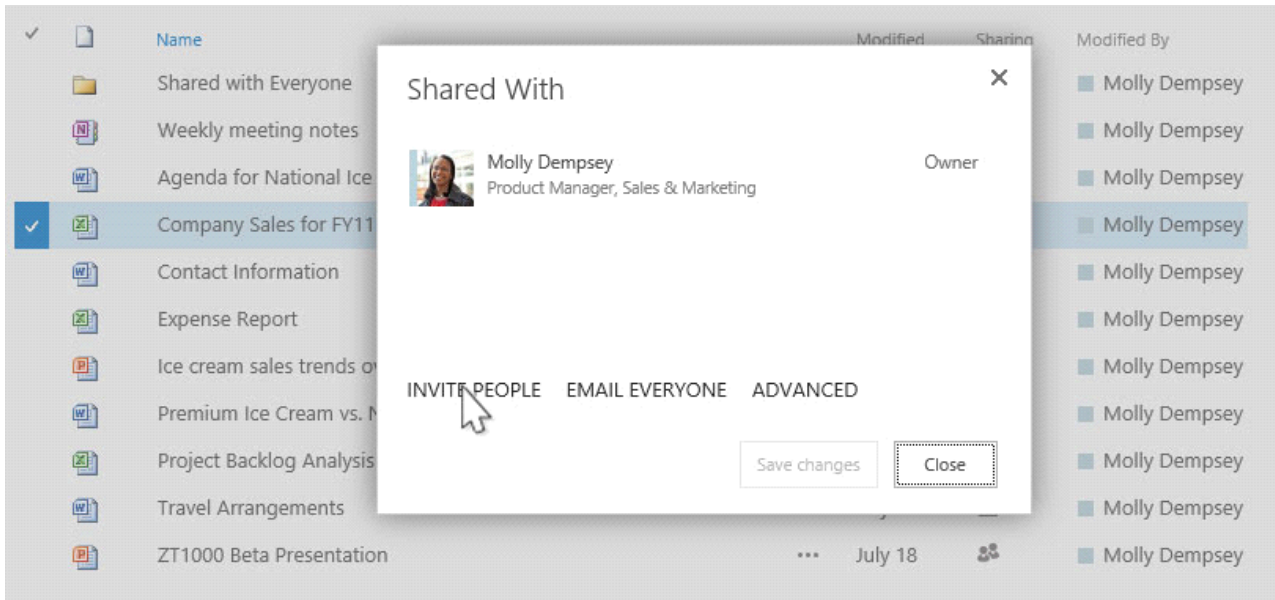 Name Modified Sharing Modified By
Shared with Everyone Molly Dempsey
Shared With
Weekly meeting notes Molly Dempsey
Molly Dempsey Owner
Agenda for National Ice Molly Dempsey
Product Manager, Sales & Marketing
Company Sales for FY11 Molly Dempsey
Contact Information Molly Dempsey
Expense Report Molly Dempsey
Ice cream sales trends Molly Dempsey
INVITE PEOPLE EMAIL EVERYONE ADVANCED
Premium Ice Cream vs. Molly Dempsey
Project Backlog Analysis Molly Dempsey
Save changes Close
Travel Arrangements Molly Dempsey
ZT1000 Beta Presentation ... July 18 Molly Dempsey